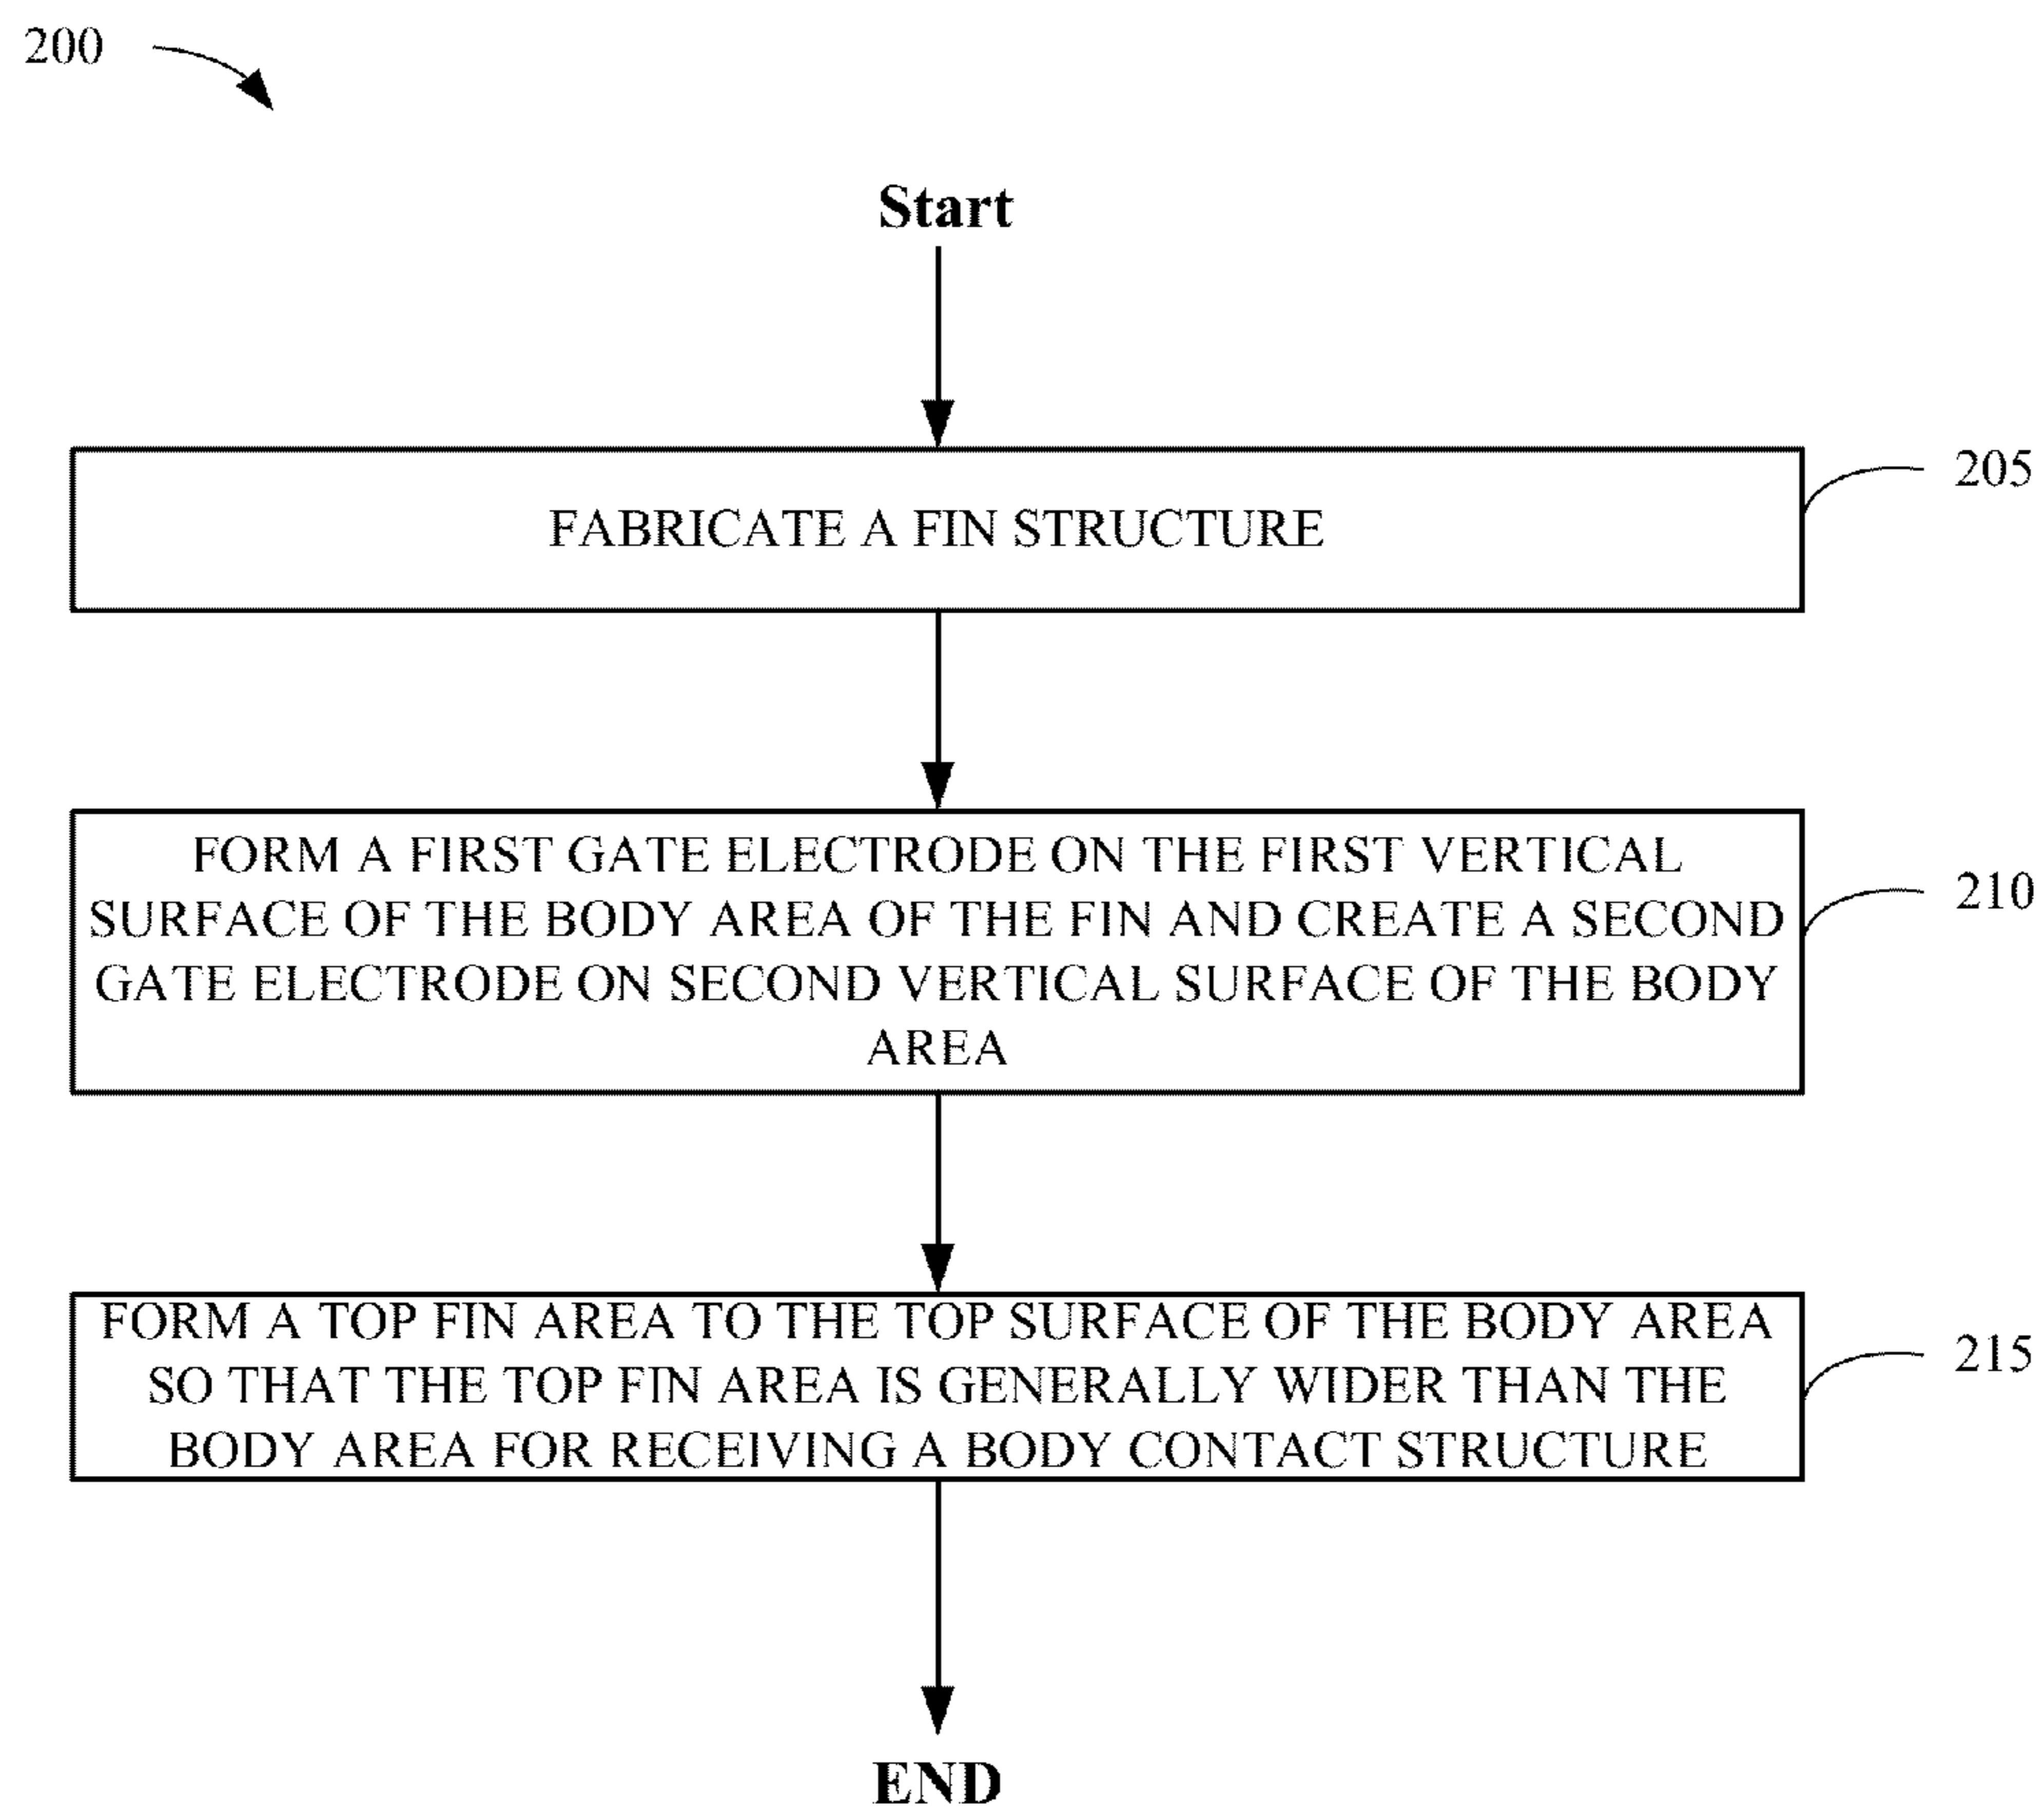 200
Start
FABRICATE A FIN STRUCTURE
205
FORM A FIRST GATE ELECTRODE ON THE FIRST VERTICAL
SURFACE OF THE BODY AREA OF THE FIN AND CREATE A SECOND
GATE ELECTRODE ON SECOND VERTICAL SURFACE OF THE BODY
AREA
210
FORM A TOP FIN AREA TO THE TOP SURFACE OF THE BODY AREA
SO THAT THE TOP FIN AREA IS GENERALLY WIDER THAN THE
BODY AREA FOR RECEIVING A BODY CONTACT STRUCTURE
215
END